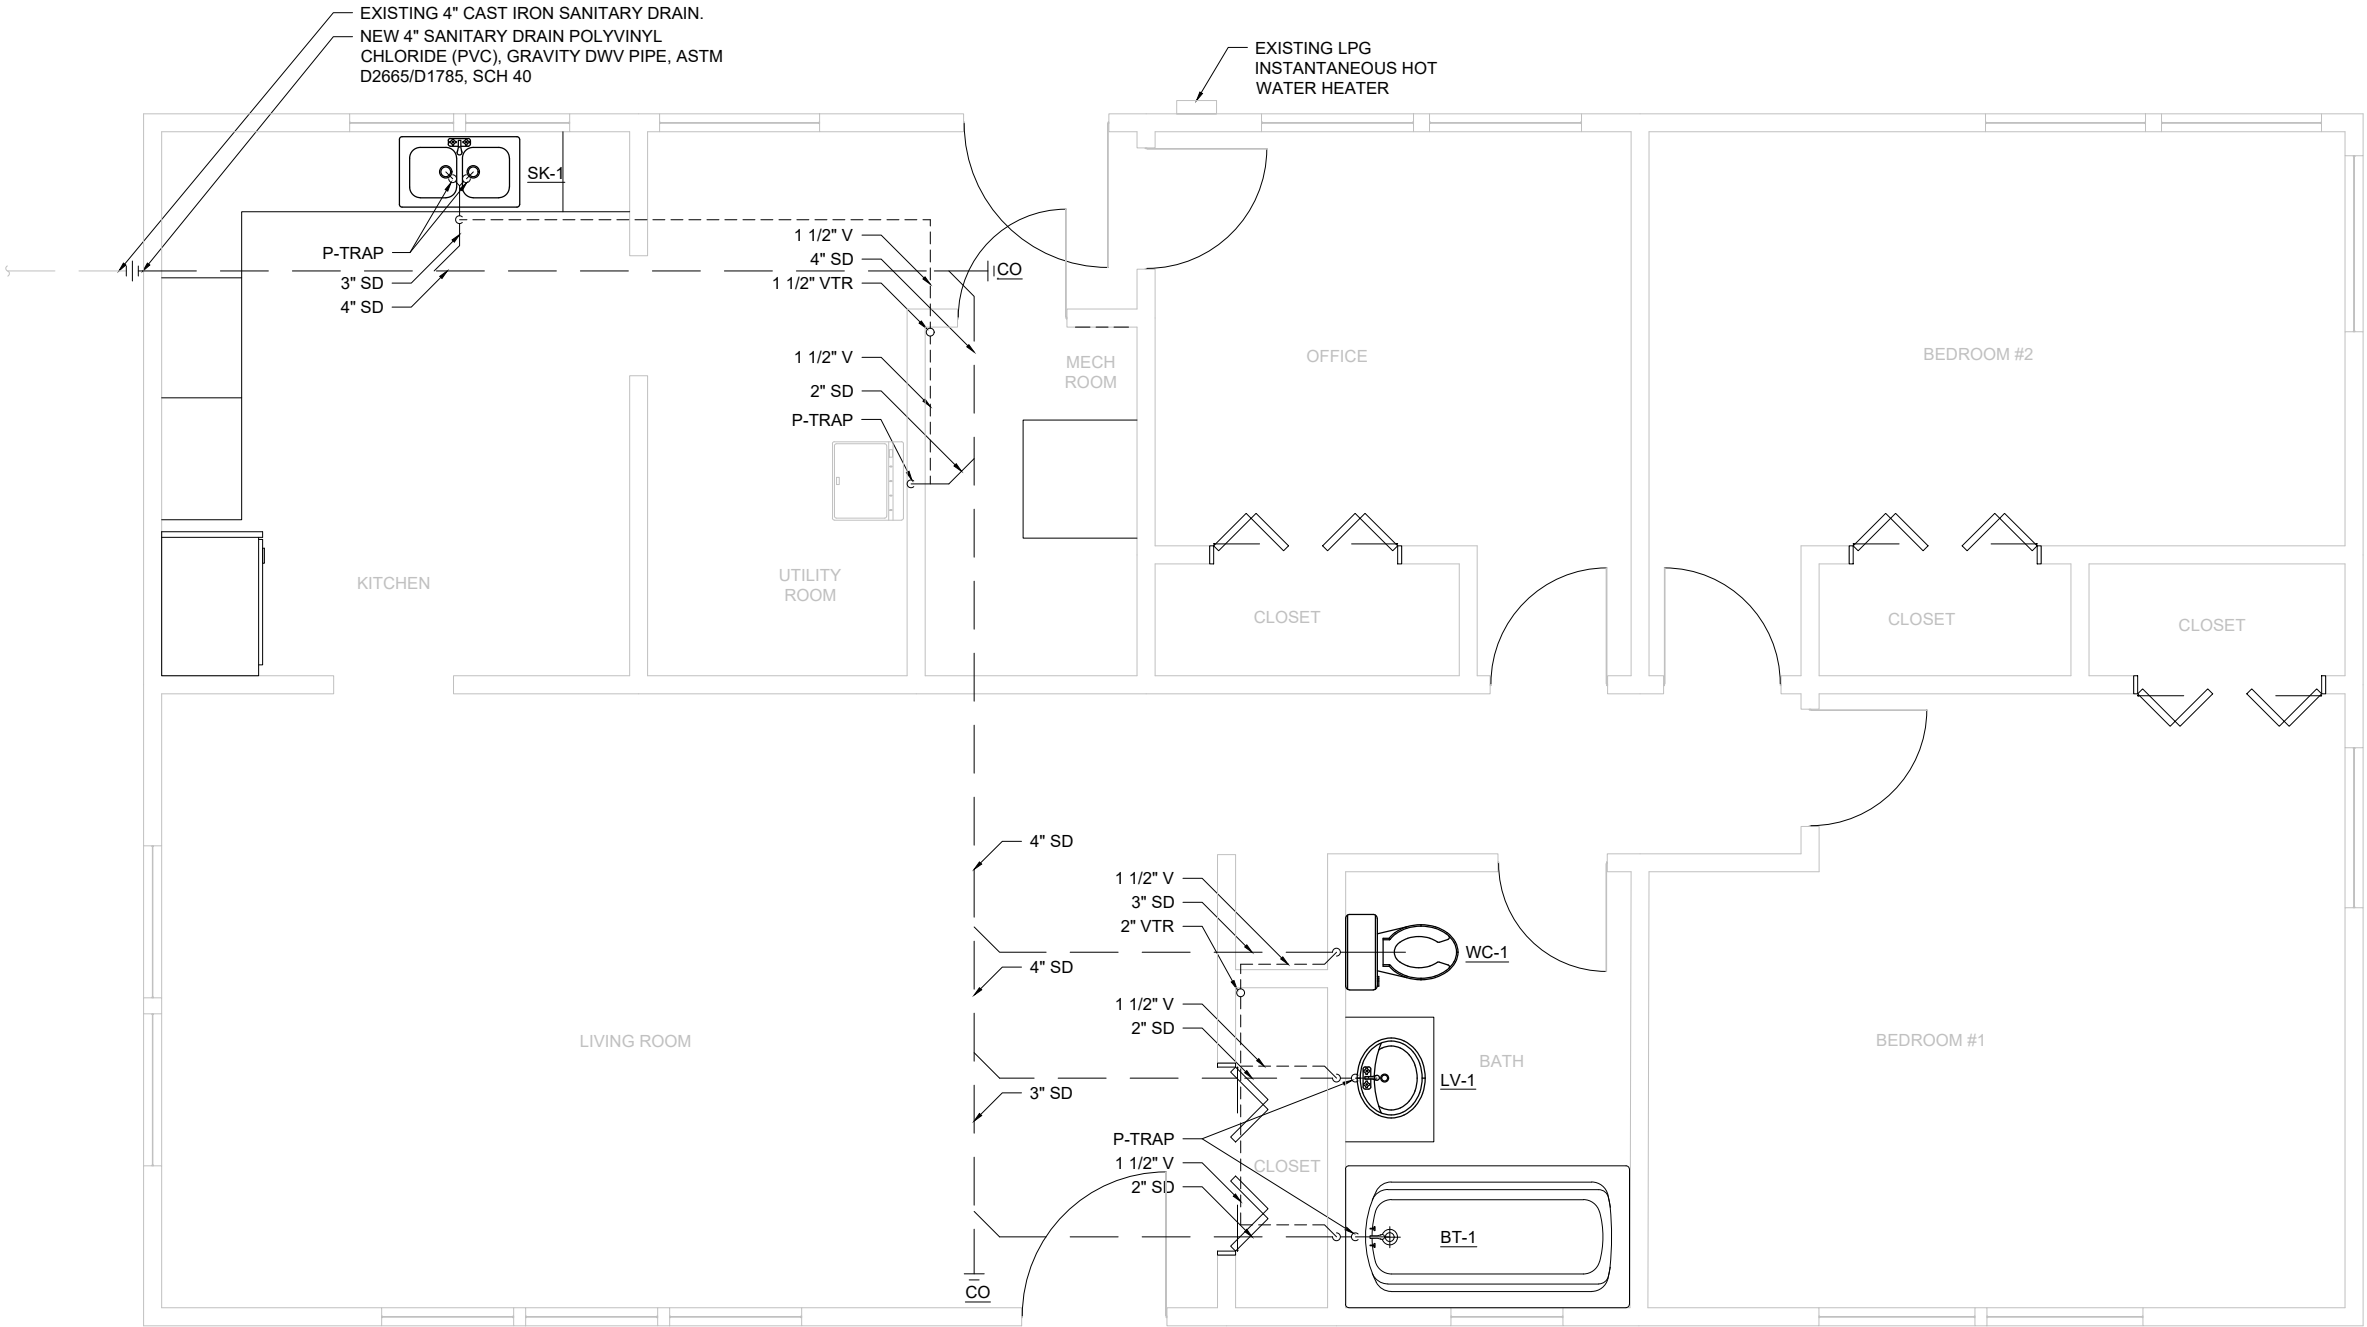 EXISTING 4" CAST IRON SANITARY DRAIN.
NEW 4" SANITARY DRAIN POLYVINYL
CHLORIDE (PVC), GRAVITY DWV PIPE, ASTM
D2665/D1785, SCH 40
EXISTING LPG
INSTANTANEOUS HOT
WATER HEATER
SK-1
P-TRAP
3" SD
4" SD
1 1/2" V
4" SD
1 1/2" VTR
CO
1 1/2" V
2" SD
P-TRAP
MECH
ROOM
OFFICE
BEDROOM #2
KITCHEN
UTILITY
ROOM
CLOSET
CLOSET
CLOSET
4" SD
1 1/2" V
3" SD
2" VTR
WC-1
4" SD
1 1/2" V
2" SD
LIVING ROOM
BATH
BEDROOM #1
LV-1
3" SD
P-TRAP
1 1/2" V
2" SD
CLOSET
BT-1
CO